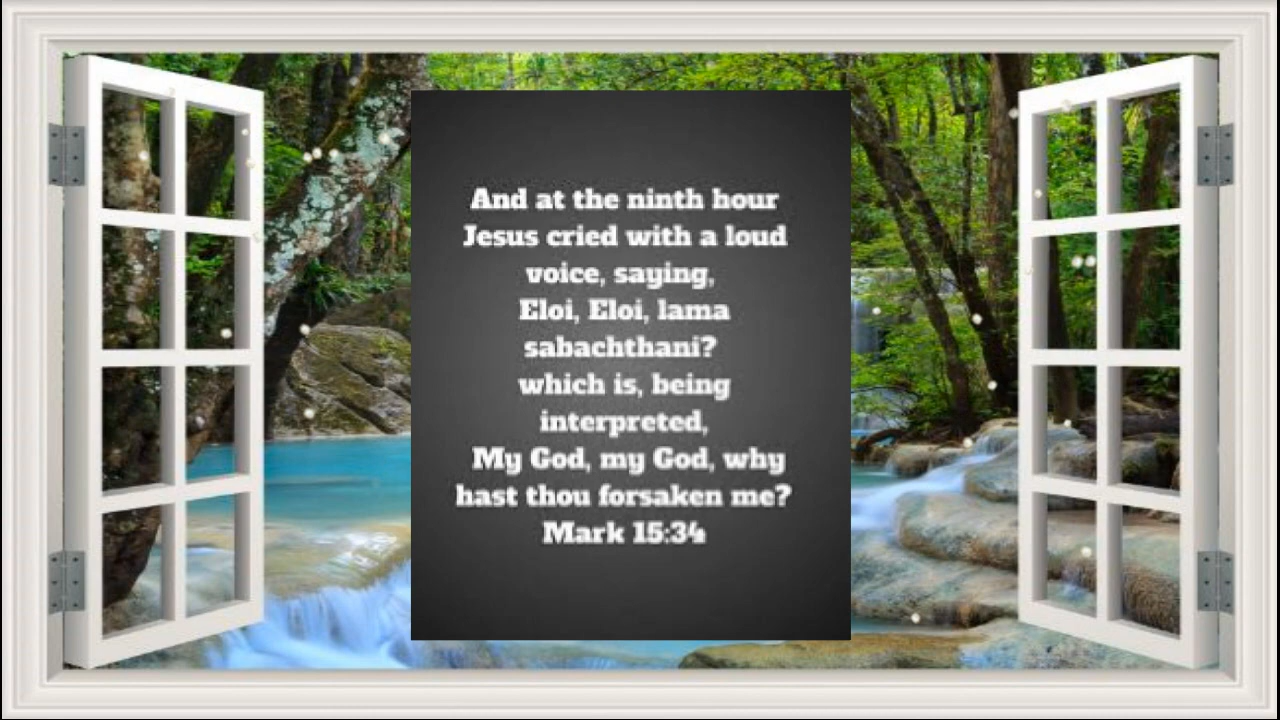 And at the ninth hour
Jesus cried with a loud
voice, saying,
Eloi, Eloi, lama
sabachthani?
which is, being
interpreted,
My God, my God, why
hast thou forsaken me?
Mark 15:34